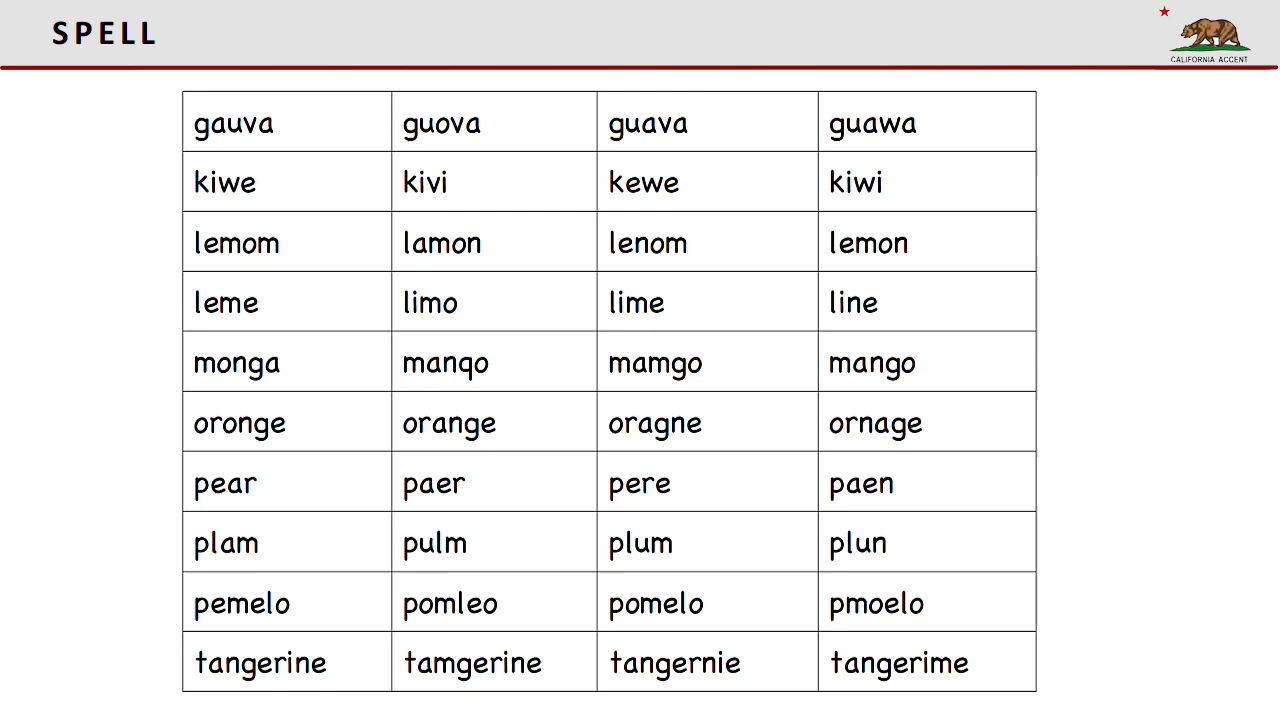 SPELL
CALIFORNIA ACCENT
gauva guova guava guawa
kiwe kivi kewe kiwi
lemom lamon lenom lemon
leme limo lime line
monga manqo mamgo mango
oronge orange oragne ornage
pear paer pere paen
plam pulm plum plun
pemelo pomleo pomelo pmoelo
tangerine tamgerine tangernie tangerime